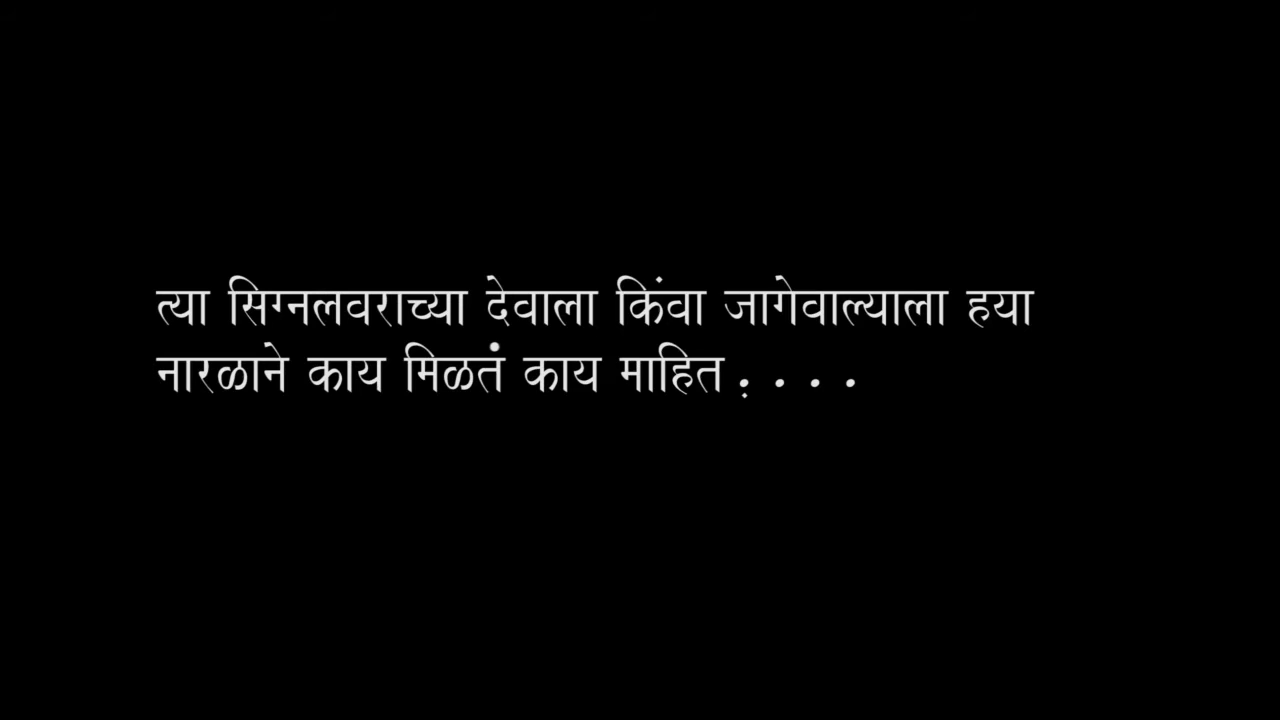 त्या सिग्नलवराच्या देवाला किंवा जागेवाल्याला हया
नारळाने काय मिळतं काय माहित . . . .